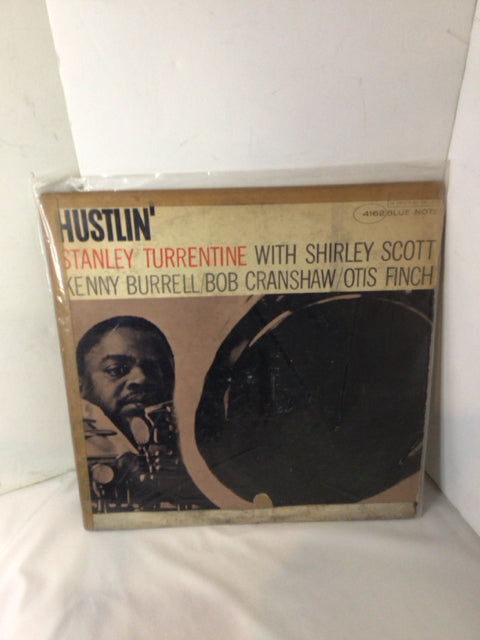 HUSTLIN'
4162 BLUE NOTE
STANLEY TURRENTINE WITH SHIRLEY SCOTT
KENNY BURRELL/BOB CRANSHAW/OTIS FINCH